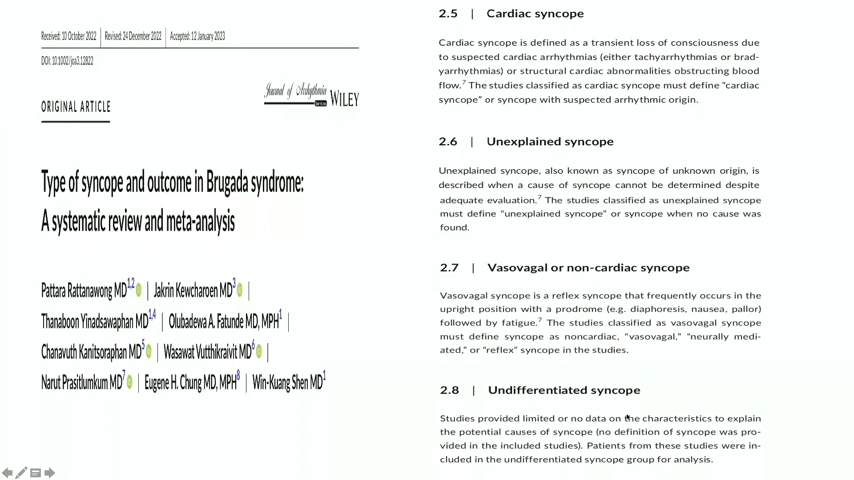 Received: 10 October 2022 | Revised: 24 December 2022 | Accepted: 12 January 2023
DOI: 10.1002/joa3.12822
ORIGINAL ARTICLE
Journal of Arrhythmia
WILEY
Type of syncope and outcome in Brugada syndrome:
A systematic review and meta-analysis
Pattara Rattanawong MD1,2 | Jakrin Kewcharoen MD3 |
Thanaboon Yinadsawaphan MD1,4 | Olubadewa A. Fatunde MD, MPH1 |
Chanavuth Kanitsoraphan MD5 | Wasawat Vutthikraivit MD6 |
Narut Prasitlumkum MD7 | Eugene H. Chung MD, MPH8 | Win-Kuang Shen MD1
2.5 | Cardiac syncope
Cardiac syncope is defined as a transient loss of consciousness due
to suspected cardiac arrhythmias (either tachyarrhythmias or brad-
yarrhythmias) or structural cardiac abnormalities obstructing blood
flow.7 The studies classified as cardiac syncope must define "cardiac
syncope" or syncope with suspected arrhythmic origin.
2.6 | Unexplained syncope
Unexplained syncope, also known as syncope of unknown origin, is
described when a cause of syncope cannot be determined despite
adequate evaluation.7 The studies classified as unexplained syncope
must define "unexplained syncope" or syncope when no cause was
found.
2.7 | Vasovagal or non-cardiac syncope
Vasovagal syncope is a reflex syncope that frequently occurs in the
upright position with a prodrome (e.g. diaphoresis, nausea, pallor)
followed by fatigue.7 The studies classified as vasovagal syncope
must define syncope as noncardiac, "vasovagal," "neurally medi-
ated," or "reflex" syncope in the studies.
2.8 | Undifferentiated syncope
Studies provided limited or no data on the characteristics to explain
the potential causes of syncope (no definition of syncope was pro-
vided in the included studies). Patients from these studies were in-
cluded in the undifferentiated syncope group for analysis.